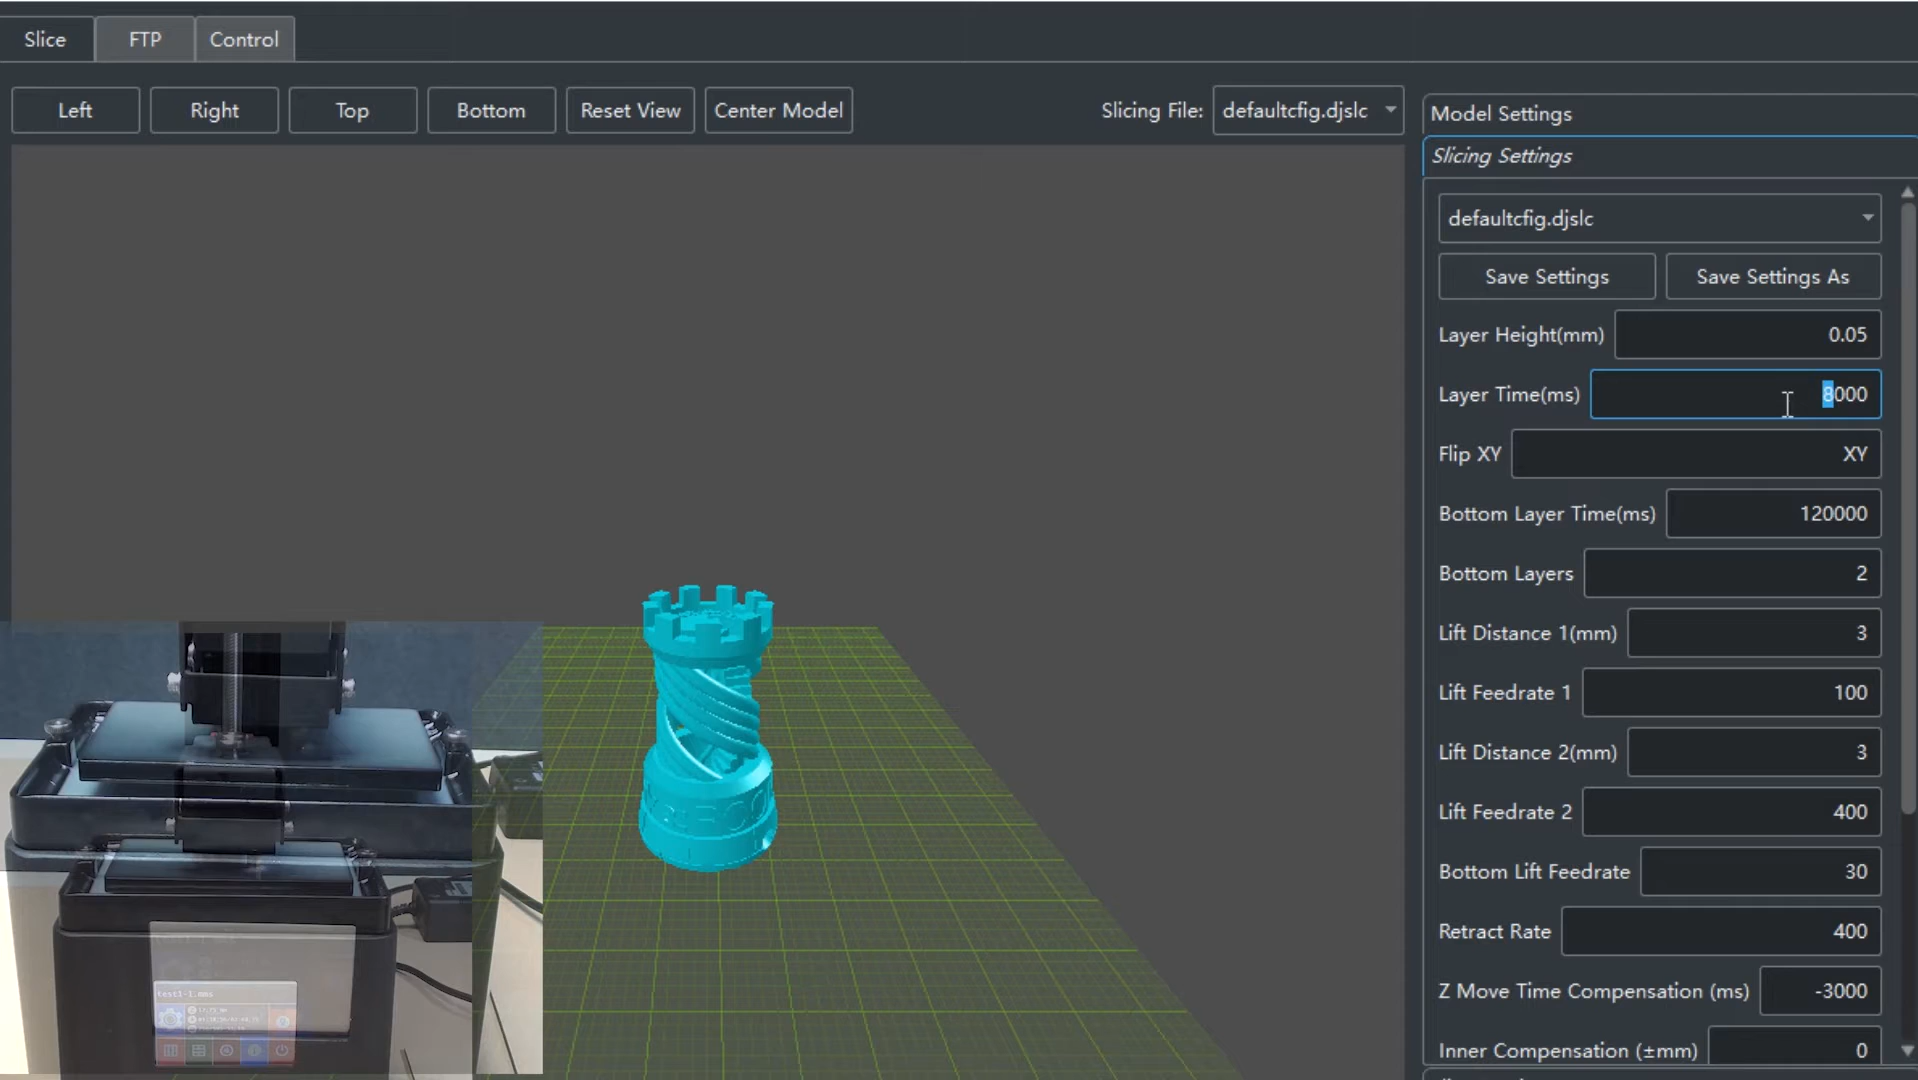 Slice FTP Control
Left Right Top Bottom Reset View Center Model Slicing File: defaultcfig.djslc
Model Settings
Slicing Settings
defaultcfig.djslc
Save Settings Save Settings As
Layer Height(mm) 0.05
Layer Time(ms) 8000
Flip XY XY
Bottom Layer Time(ms) 120000
Bottom Layers 2
Lift Distance 1(mm) 3
Lift Feedrate 1 100
Lift Distance 2(mm) 3
Lift Feedrate 2 400
Bottom Lift Feedrate 30
Retract Rate 400
Z Move Time Compensation (ms) -3000
Inner Compensation (±mm) 0